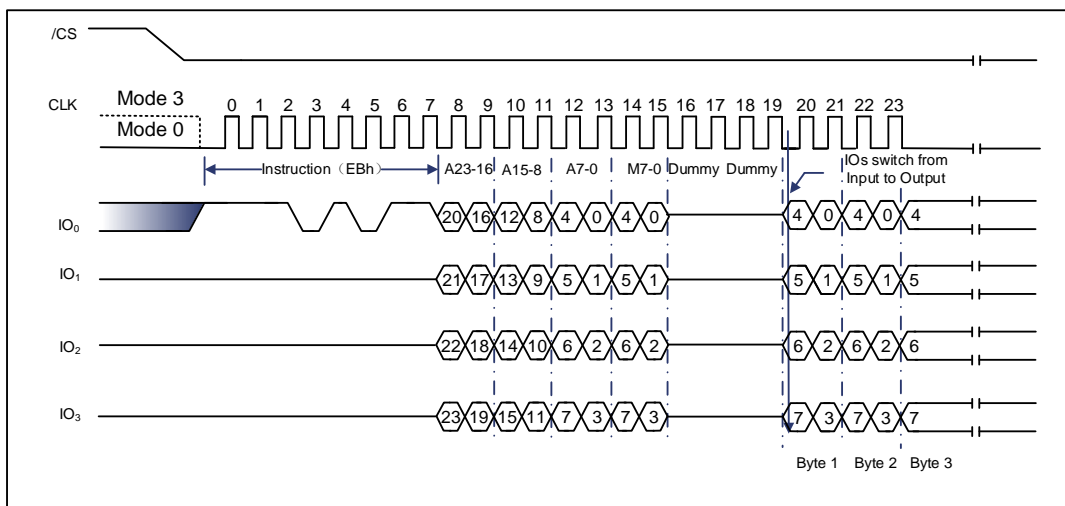 /CS
Mode 3
CLK
0 1 2 3 4 5 6 7 8 9 10 11 12 13 14 15 16 17 18 19 20 21 22 23
Mode 0
Instruction（EBh） A23-16 A15-8 A7-0 M7-0 Dummy Dummy
IOs switch from
Input to Output
IO0 20 16 12 8 4 0 4 0 4 0 4 0 4
IO1 21 17 13 9 5 1 5 1 5 1 5 1 5
IO2 22 18 14 10 6 2 6 2 6 2 6 2 6
IO3 23 19 15 11 7 3 7 3 7 3 7 3 7
Byte 1 Byte 2 Byte 3